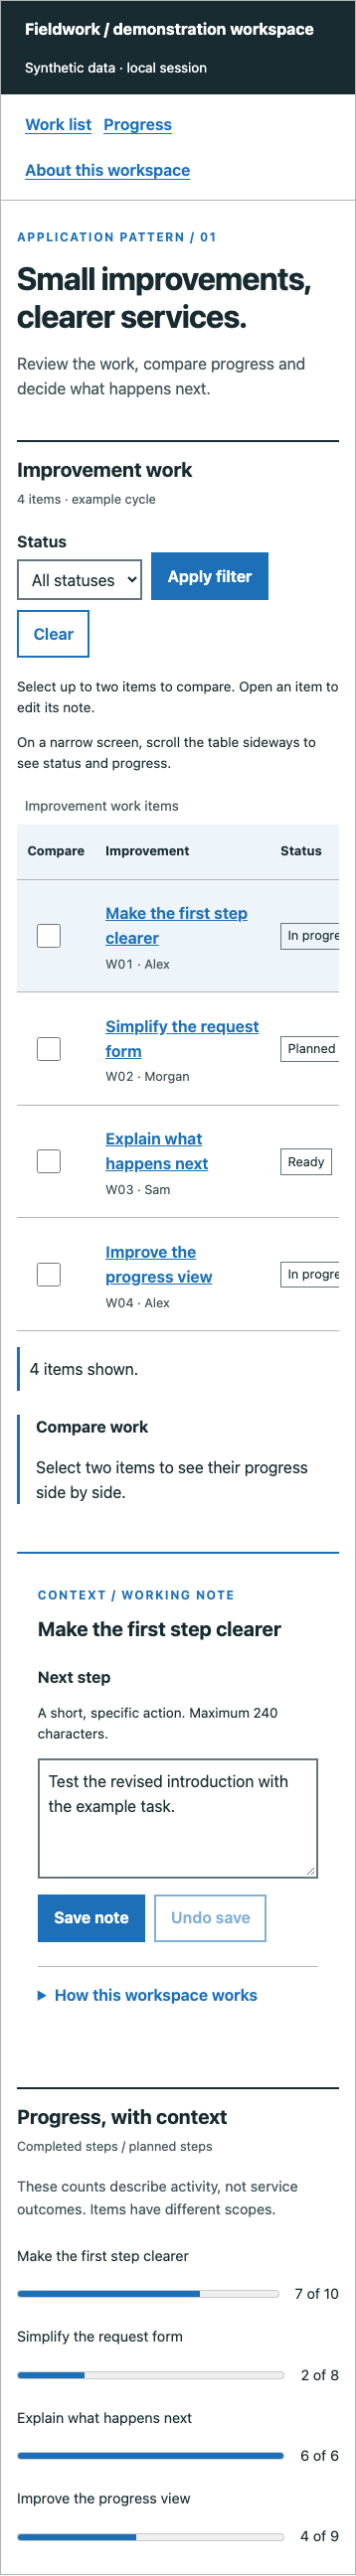 Fieldwork / demonstration workspace
Synthetic data · local session
Work list Progress
About this workspace
APPLICATION PATTERN / 01
Small improvements,
clearer services.
Review the work, compare progress and
decide what happens next.
Improvement work
4 items · example cycle
Status
All statuses Apply filter
Clear
Select up to two items to compare. Open an item to
edit its note.
On a narrow screen, scroll the table sideways to
see status and progress.
Improvement work items
Compare Improvement Status
Make the first step
clearer
W01 · Alex
In progre
Simplify the request
form
W02 · Morgan
Planned
Explain what
happens next
W03 · Sam
Ready
Improve the
progress view
W04 · Alex
In progre
4 items shown.
Compare work
Select two items to see their progress
side by side.
CONTEXT / WORKING NOTE
Make the first step clearer
Next step
A short, specific action. Maximum 240
characters.
Test the revised introduction with
the example task.
Save note Undo save
How this workspace works
Progress, with context
Completed steps / planned steps
These counts describe activity, not service
outcomes. Items have different scopes.
Make the first step clearer
7 of 10
Simplify the request form
2 of 8
Explain what happens next
6 of 6
Improve the progress view
4 of 9